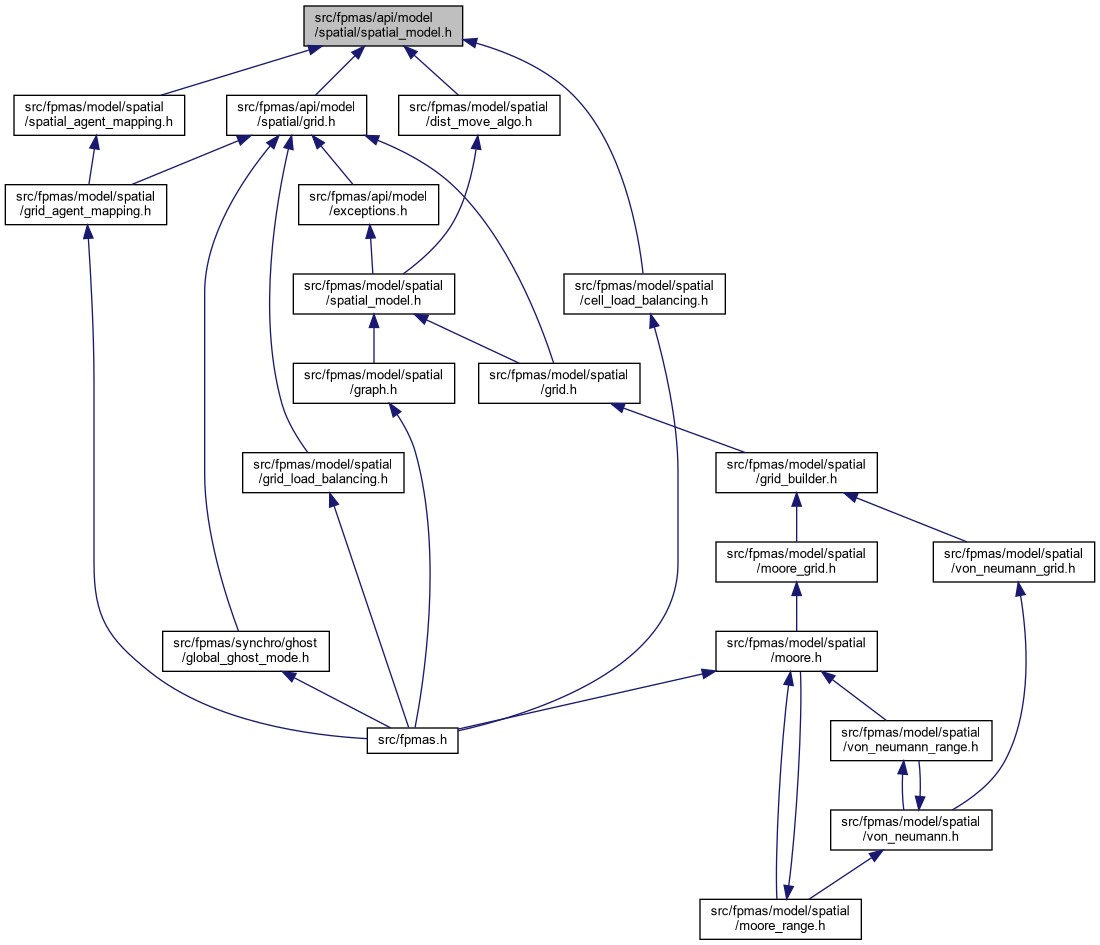 src/fpmas/api/model
/spatial/spatial_model.h
src/fpmas/model/spatial
/spatial_agent_mapping.h
src/fpmas/api/model
/spatial/grid.h
src/fpmas/model/spatial
/dist_move_algo.h
src/fpmas/model/spatial
/grid_agent_mapping.h
src/fpmas/api/model
/exceptions.h
src/fpmas/model/spatial
/spatial_model.h
src/fpmas/model/spatial
/cell_load_balancing.h
src/fpmas/model/spatial
/graph.h
src/fpmas/model/spatial
/grid.h
src/fpmas/model/spatial
/grid_load_balancing.h
src/fpmas/model/spatial
/grid_builder.h
src/fpmas/model/spatial
/moore_grid.h
src/fpmas/model/spatial
/von_neumann_grid.h
src/fpmas/synchro/ghost
/global_ghost_mode.h
src/fpmas/model/spatial
/moore.h
src/fpmas.h
src/fpmas/model/spatial
/von_neumann_range.h
src/fpmas/model/spatial
/von_neumann.h
src/fpmas/model/spatial
/moore_range.h